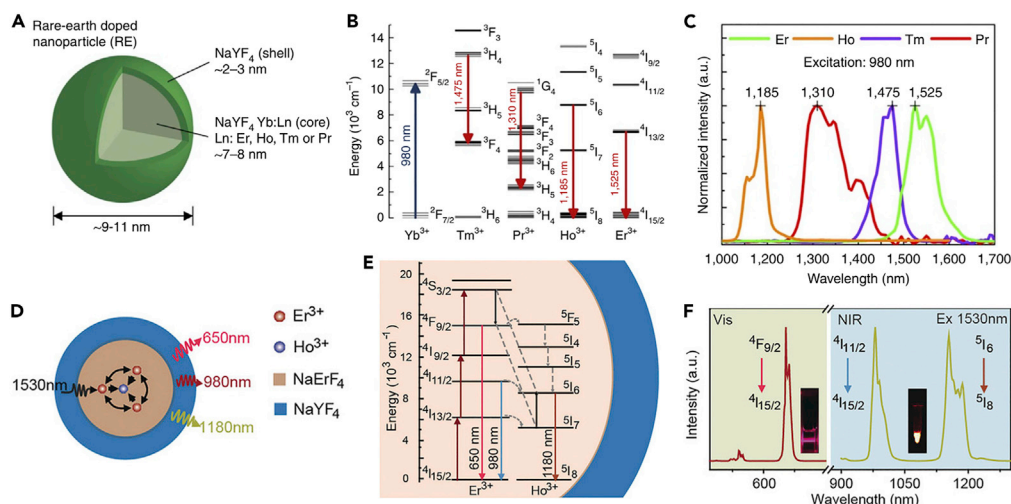 A
Rare-earth doped
nanoparticle (RE)
NaYF₄ (shell)
~2–3 nm
NaYF₄ Yb:Ln (core)
Ln: Er, Ho, Tm or Pr
~7–8 nm
~9-11 nm
B
Energy (10³ cm⁻¹)
14
12
10
8
6
4
2
0
²F₅/₂
²F₇/₂
980 nm
Yb³⁺
³F₃
³H₄
1,475 nm
³H₅
³F₄
³H₆
Tm³⁺
¹G₄
1,310 nm
³F₄
³F₃
³F₂
³H₆
³H₅
³H₄
Pr³⁺
⁵I₄
⁵I₅
⁵I₆
⁵I₇
1,185 nm
⁵I₈
Ho³⁺
⁴I₉/₂
⁴I₁₁/₂
⁴I₁₃/₂
1,525 nm
⁴I₁₅/₂
Er³⁺
C
Er Ho Tm Pr
Excitation: 980 nm
1,185 1,310 1,475 1,525
Normalized intensity (a.u.)
1,000 1,200 1,300 1,400 1,500 1,600 1,700
Wavelength (nm)
D
1530nm
650nm
980nm
1180nm
Er³⁺
Ho³⁺
NaErF₄
NaYF₄
E
Energy (10³ cm⁻¹)
20
16
12
8
4
0
⁴S₃/₂
⁴F₉/₂
⁴I₉/₂
⁴I₁₁/₂
⁴I₁₃/₂
⁴I₁₅/₂
650 nm
980 nm
Er³⁺
⁵F₅
⁵I₄
⁵I₅
⁵I₆
⁵I₇
1180 nm
⁵I₈
Ho³⁺
F
Vis
NIR
Ex 1530nm
⁴F₉/₂
⁴I₁₅/₂
⁴I₁₁/₂
⁴I₁₅/₂
⁵I₆
⁵I₈
Intensity (a.u.)
600 900 1050 1200
Wavelength (nm)